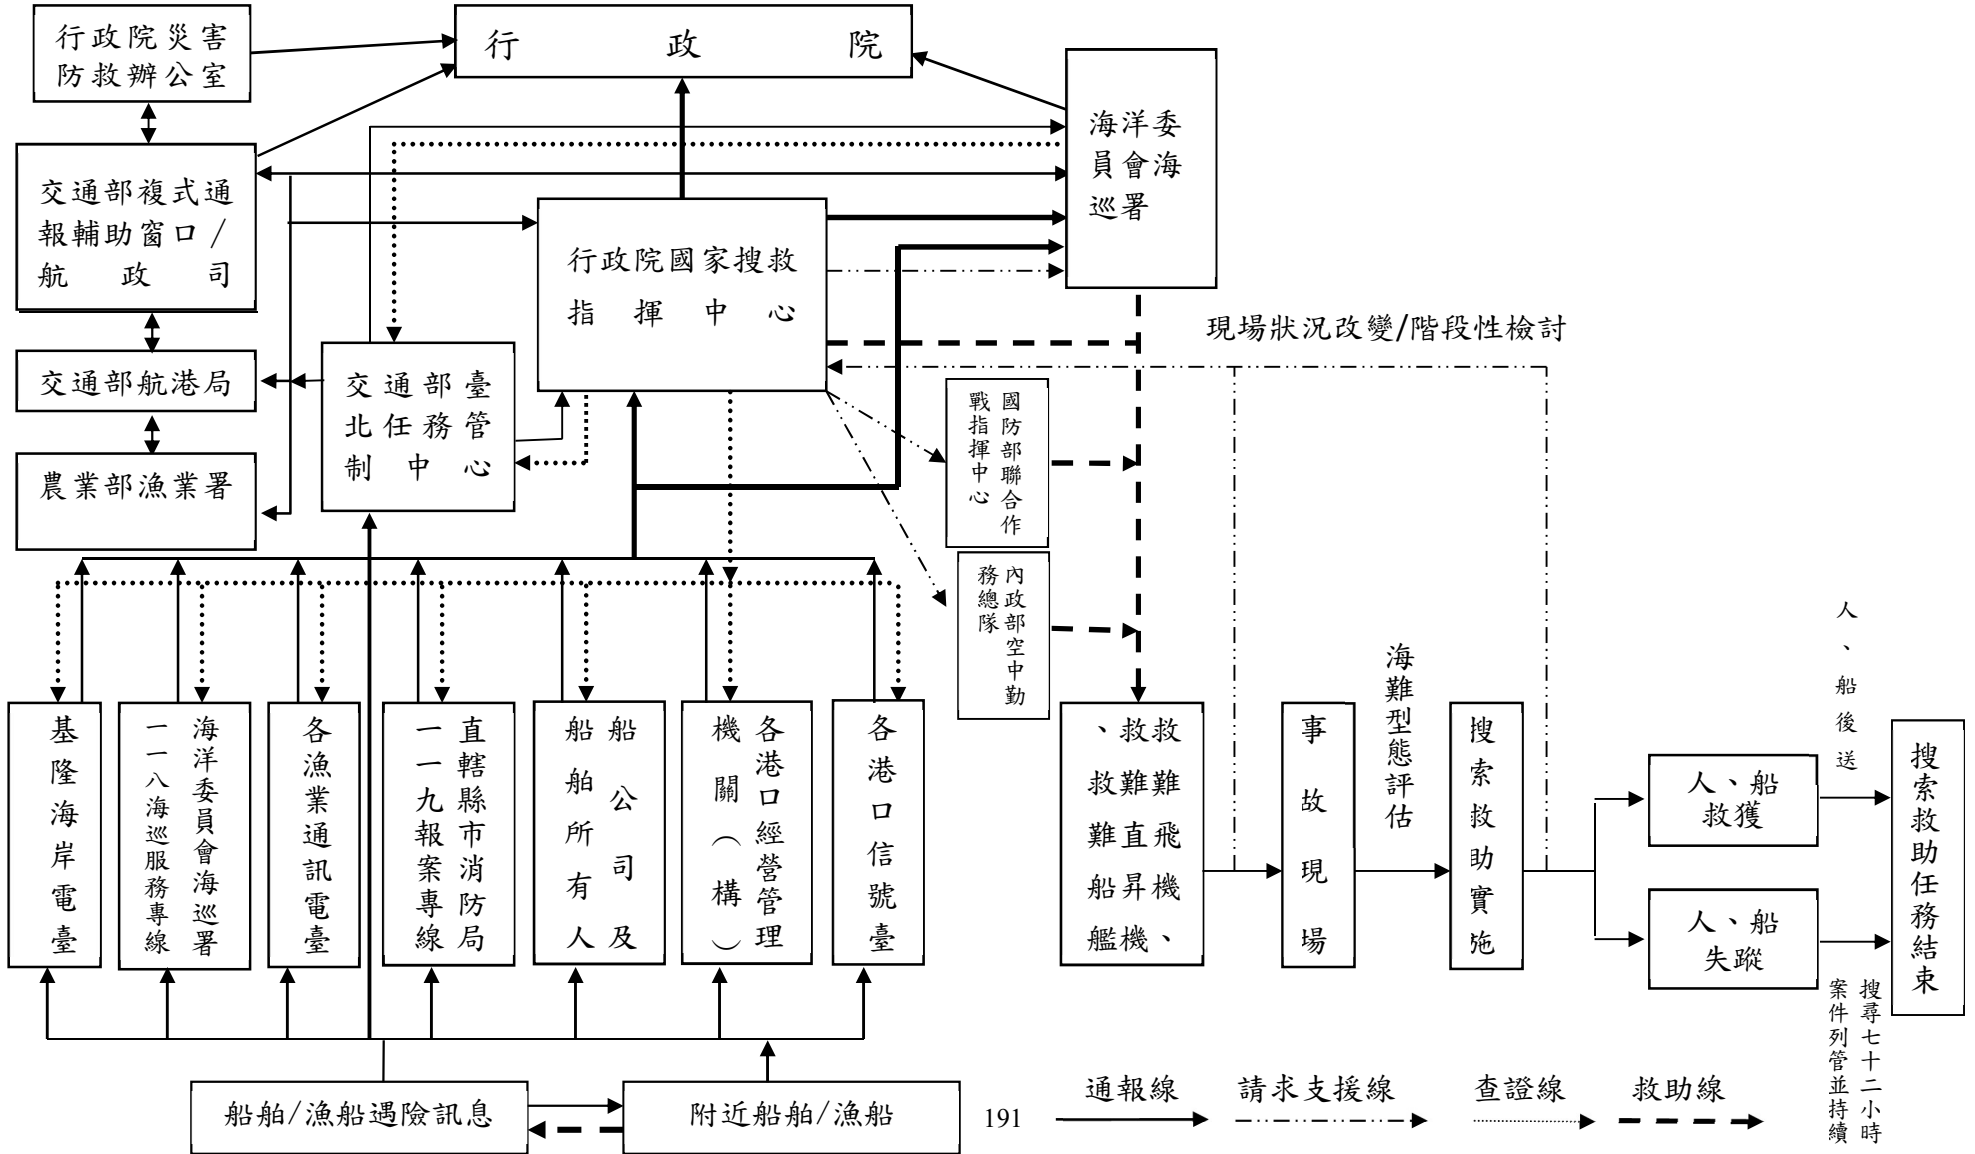 行政院災害
防救辦公室
行政院
海洋委
員會海
巡署
交通部複式通
報輔助窗口/
航政司
行政院國家搜救
指揮中心
現場狀況改變/階段性檢討
交通部航港局
交通部臺
北任務管
制中心
國防部聯合作
戰指揮中心
農業部漁業署
內政部空中勤
務總隊
基隆海岸電臺
海洋委員會海巡署
一一八海巡服務專線
各漁業通訊電臺
直轄縣市消防局
一一九報案專線
船公司及
船舶所有人
各港口經營管理
機關(構)
各港口信號臺
救難飛機、
救難直昇機
、救難船艦
事故現場
海難型態評估
搜索救助實施
人、船
救獲
人、船
失蹤
人、船後送
搜索救助任務結束
搜尋七十二小時
案件列管並持續
船舶/漁船遇險訊息
附近船舶/漁船
191
通報線
請求支援線
查證線
救助線